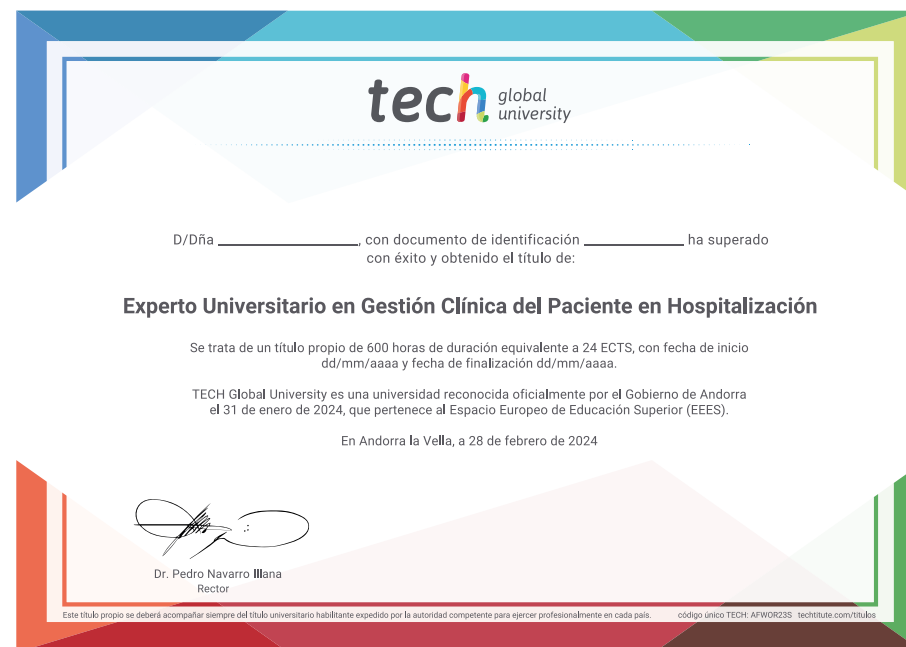 tech global university
D/Dña ____________________, con documento de identificación ______________ ha superado
con éxito y obtenido el título de:
Experto Universitario en Gestión Clínica del Paciente en Hospitalización
Se trata de un título propio de 600 horas de duración equivalente a 24 ECTS, con fecha de inicio
dd/mm/aaaa y fecha de finalización dd/mm/aaaa.
TECH Global University es una universidad reconocida oficialmente por el Gobierno de Andorra
el 31 de enero de 2024, que pertenece al Espacio Europeo de Educación Superior (EEES).
En Andorra la Vella, a 28 de febrero de 2024
Dr. Pedro Navarro Illana
Rector
Este título propio se deberá acompañar siempre del título universitario habilitante expedido por la autoridad competente para ejercer profesionalmente en cada país. código único TECH: AFWOR23S techtitute.com/titulos